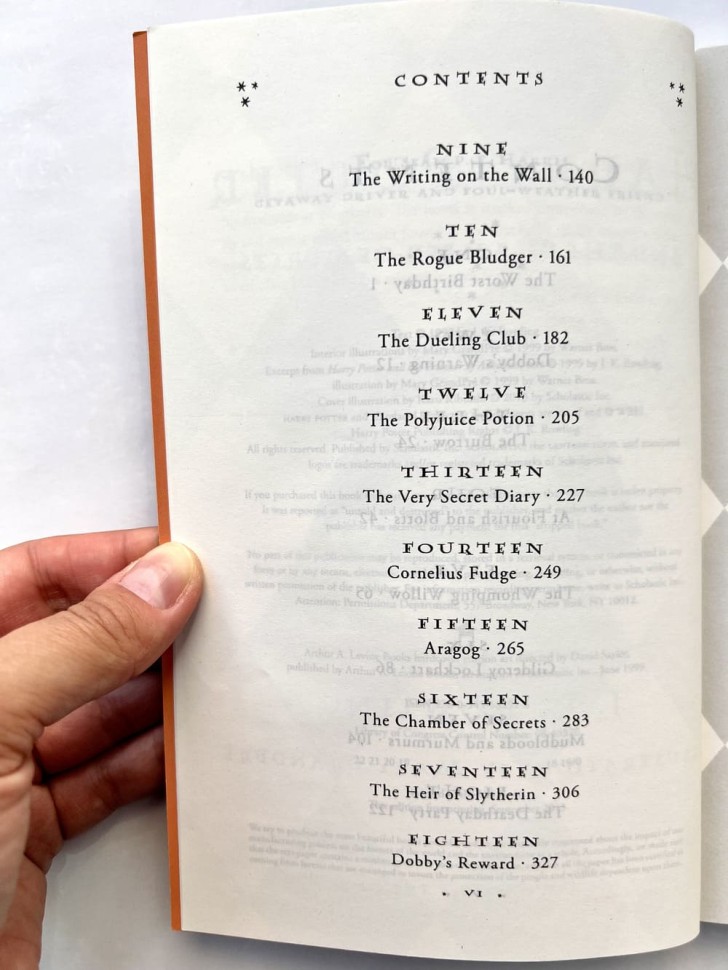 CONTENTS
NINE
The Writing on the Wall · 140
TEN
The Rogue Bludger · 161
ELEVEN
The Dueling Club · 182
TWELVE
The Polyjuice Potion · 205
THIRTEEN
The Very Secret Diary · 227
FOURTEEN
Cornelius Fudge · 249
FIFTEEN
Aragog · 265
SIXTEEN
The Chamber of Secrets · 283
SEVENTEEN
The Heir of Slytherin · 306
EIGHTEEN
Dobby's Reward · 327
· VI ·